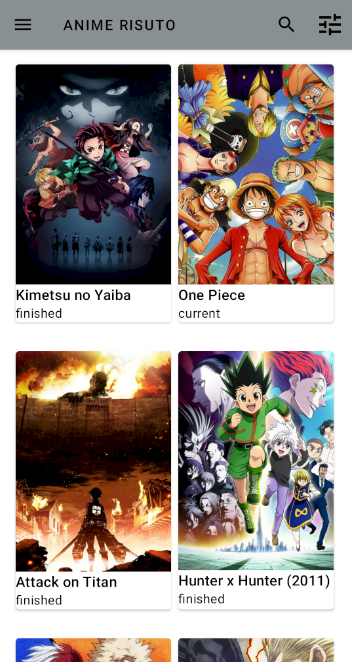 ANIME RISUTO
Kimetsu no Yaiba
finished
One Piece
current
Attack on Titan
finished
Hunter x Hunter (2011)
finished